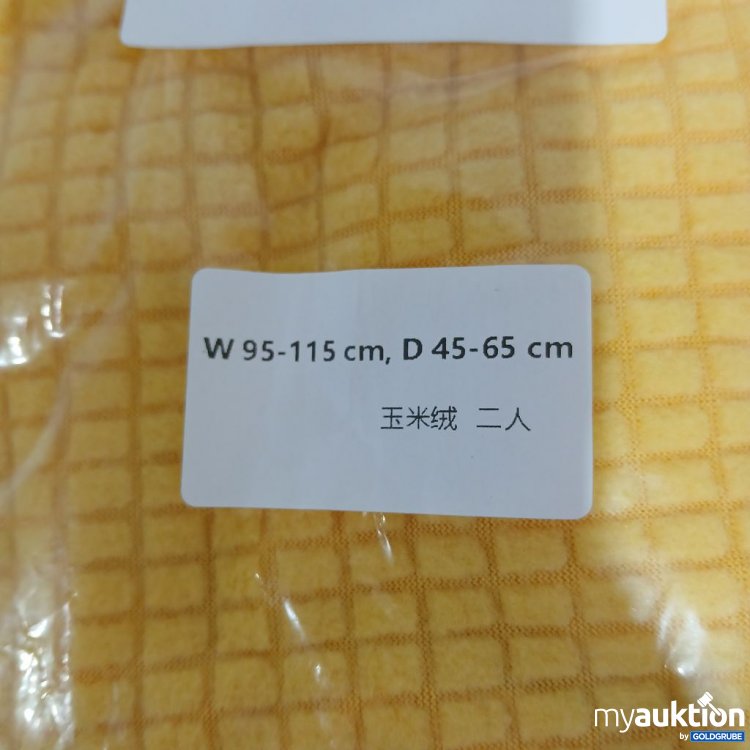 W 95-115 cm, D 45-65 cm
玉米绒 二人
myauktion
by GOLDGRUBE